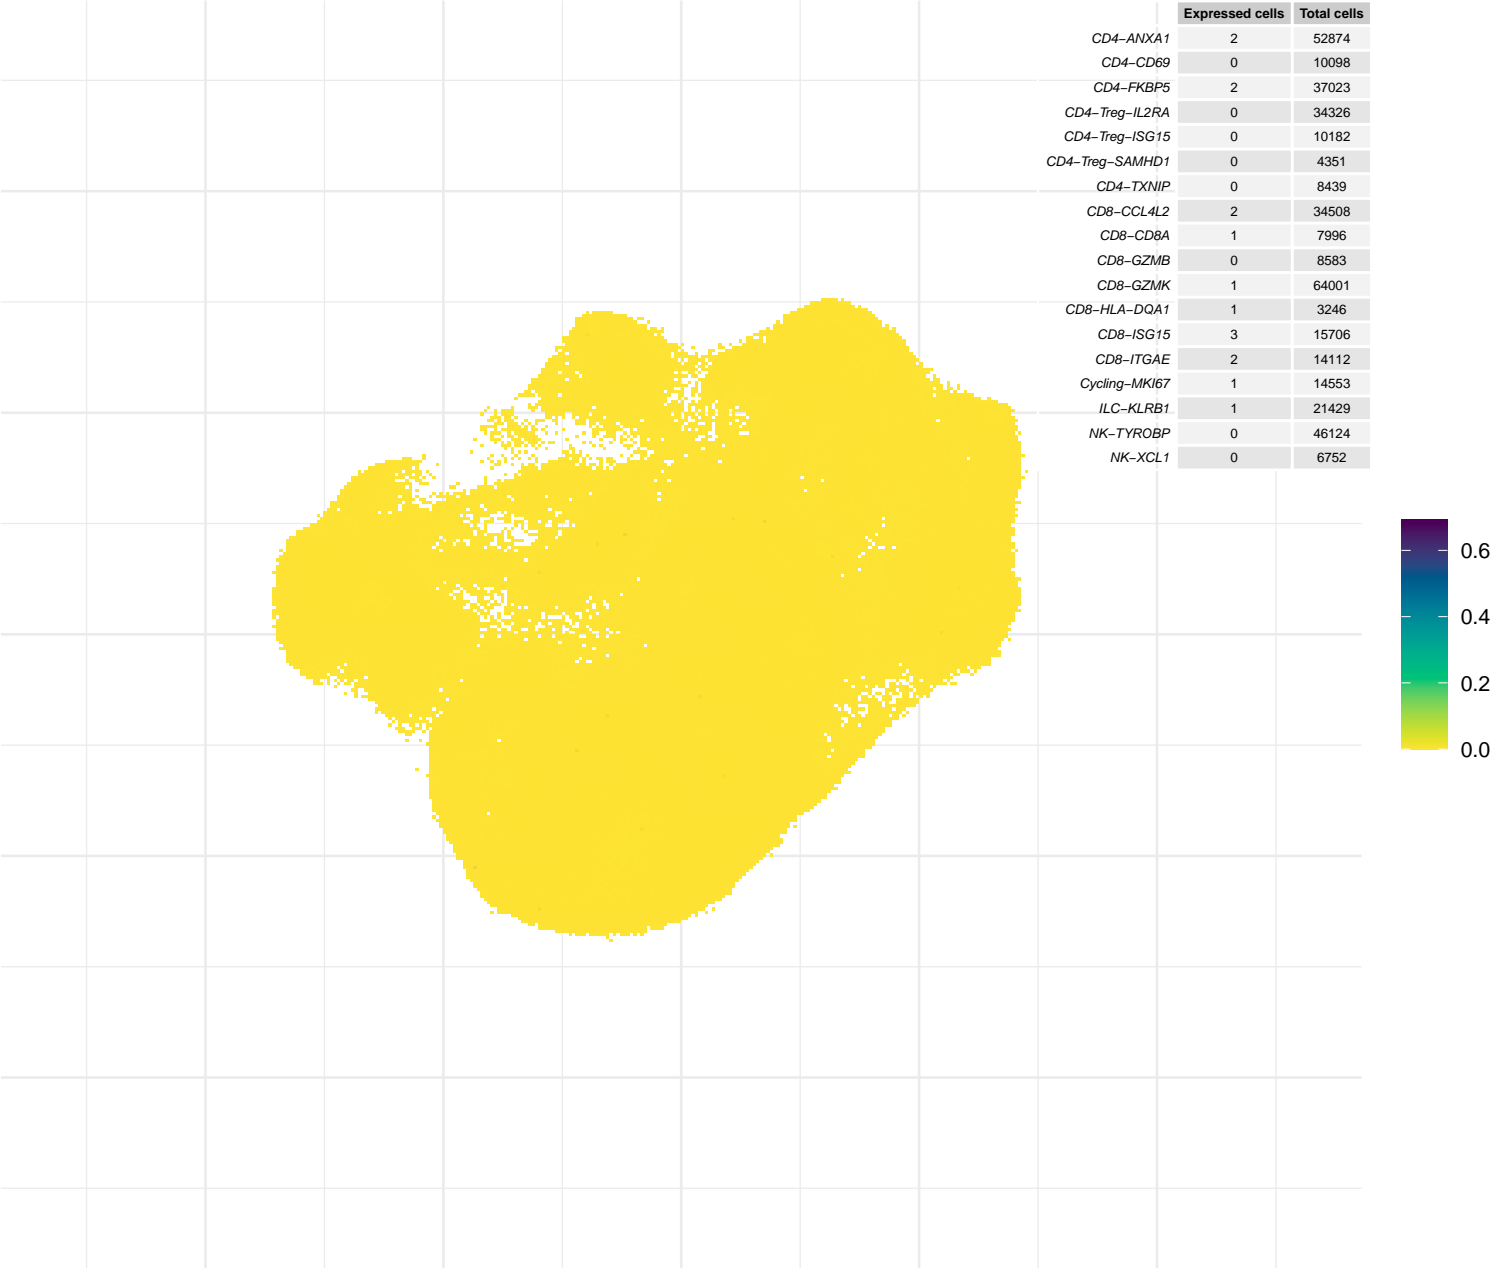 Expressed cells Total cells
CD4−ANXA1 2 52874
CD4−CD69 0 10098
CD4−FKBP5 2 37023
CD4−Treg−IL2RA 0 34326
CD4−Treg−ISG15 0 10182
CD4−Treg−SAMHD1 0 4351
CD4−TXNIP 0 8439
CD8−CCL4L2 2 34508
CD8−CD8A 1 7996
CD8−GZMB 0 8583
CD8−GZMK 1 64001
CD8−HLA−DQA1 1 3246
CD8−ISG15 3 15706
CD8−ITGAE 2 14112
Cycling−MKI67 1 14553
ILC−KLRB1 1 21429
NK−TYROBP 0 46124
NK−XCL1 0 6752
0.6
0.4
0.2
0.0